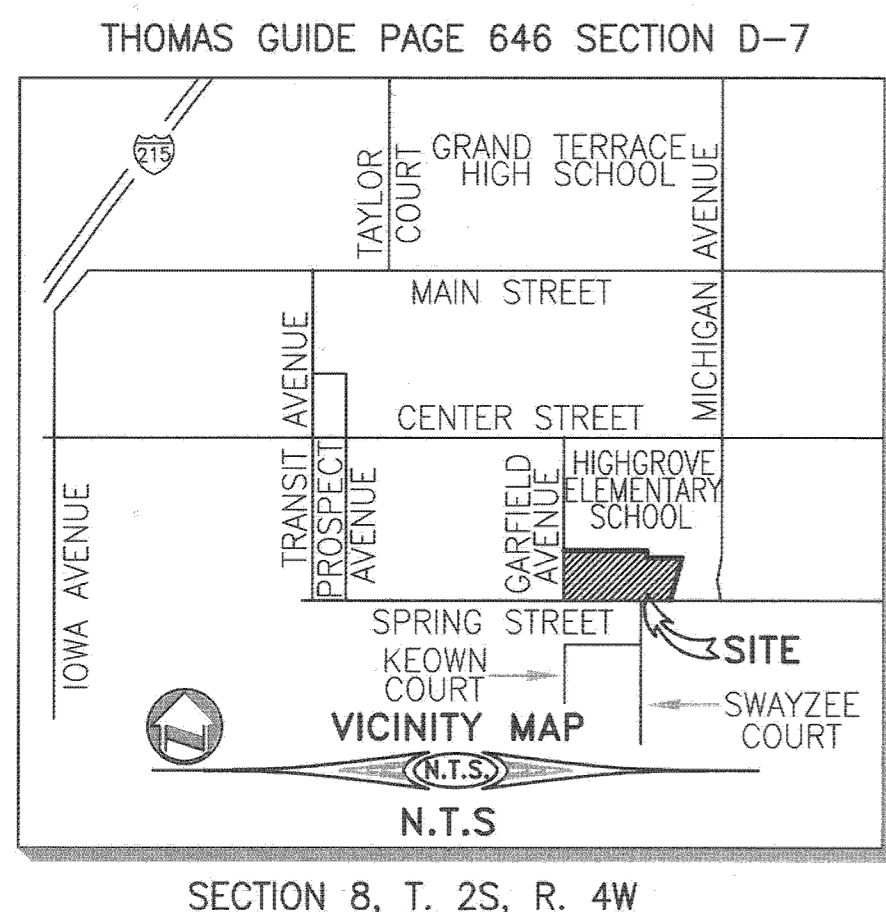 THOMAS GUIDE PAGE 646 SECTION D-7
215
TAYLOR
COURT
GRAND TERRACE
HIGH SCHOOL
MICHIGAN AVENUE
MAIN STREET
TRANSIT AVENUE
CENTER STREET
PROSPECT
AVENUE
GARFIELD
AVENUE
HIGHGROVE
ELEMENTARY
SCHOOL
IOWA AVENUE
SPRING STREET
KEOWN
COURT
SITE
SWAYZEE
COURT
VICINITY MAP
N.T.S.
N.T.S
SECTION 8, T. 2S, R. 4W